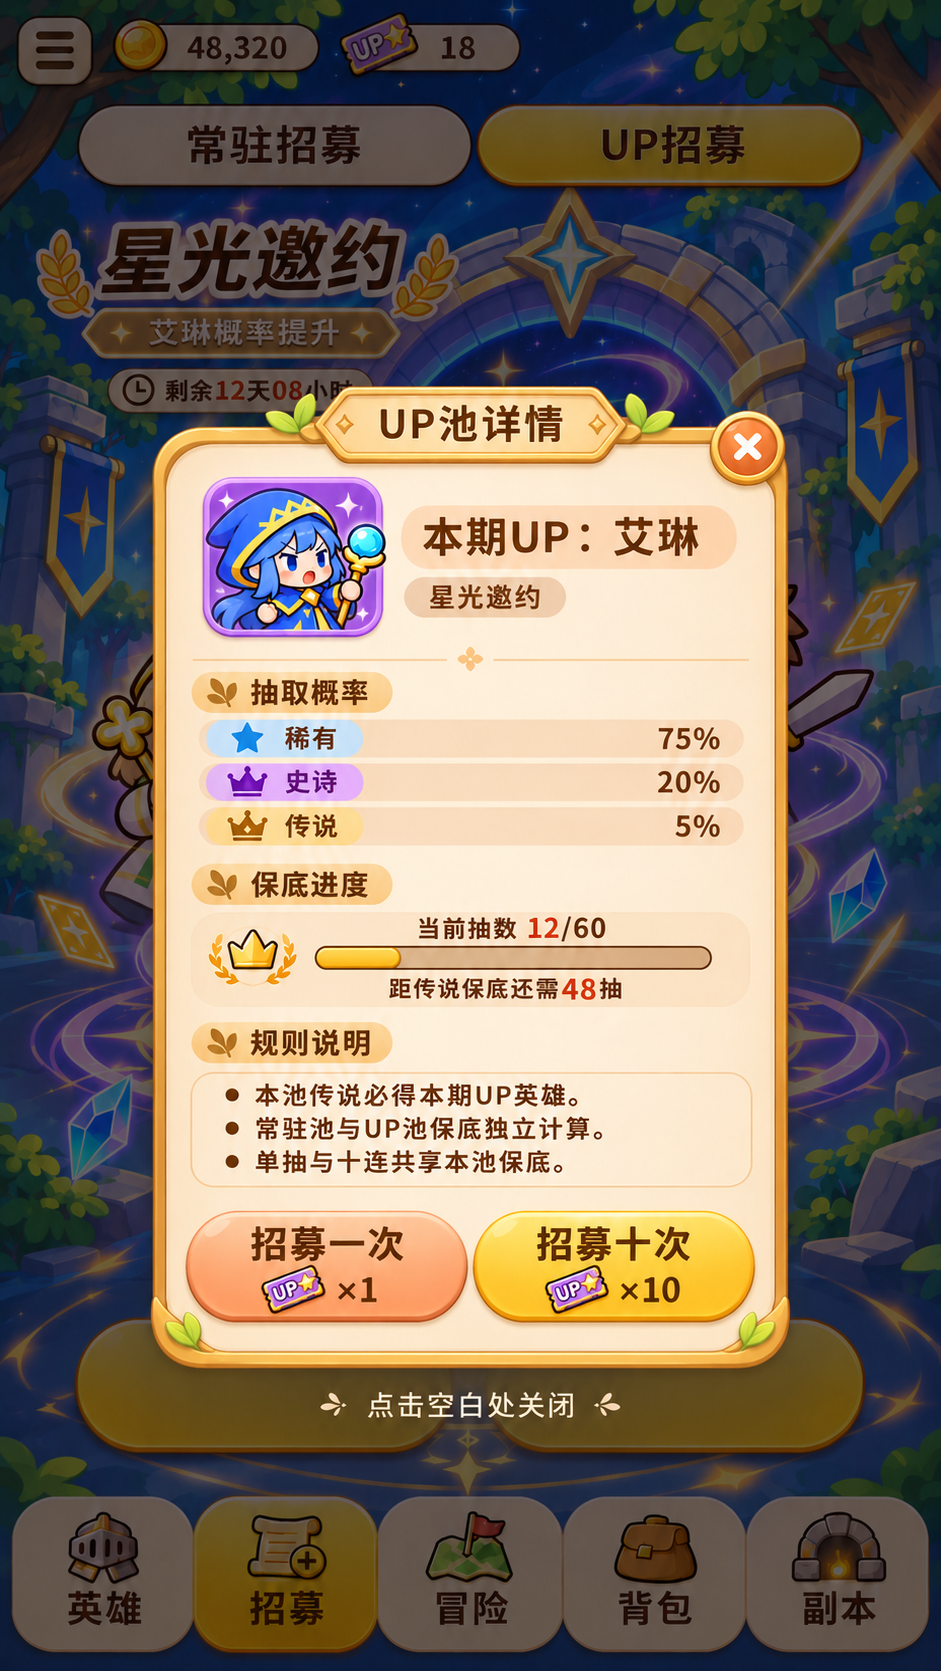 48,320
UP
18
常驻招募
UP招募
星光邀约
艾琳概率提升
剩余12天08小时
UP池详情
本期UP：艾琳
星光邀约
抽取概率
稀有 75%
史诗 20%
传说 5%
保底进度
当前抽数 12/60
距传说保底还需48抽
规则说明
本池传说必得本期UP英雄。
常驻池与UP池保底独立计算。
单抽与十连共享本池保底。
招募一次
UP ×1
招募十次
UP ×10
点击空白处关闭
英雄
招募
冒险
背包
副本